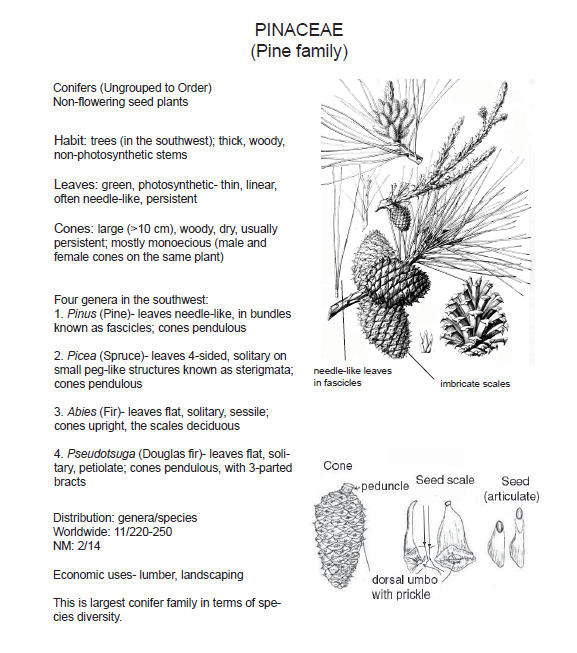 PINACEAE
(Pine family)
Conifers (Ungrouped to Order)
Non-flowering seed plants
Habit: trees (in the southwest); thick, woody,
non-photosynthetic stems
Leaves: green, photosynthetic- thin, linear,
often needle-like, persistent
Cones: large (>10 cm), woody, dry, usually
persistent; mostly monoecious (male and
female cones on the same plant)
Four genera in the southwest:
1. Pinus (Pine)- leaves needle-like, in bundles
known as fascicles; cones pendulous
2. Picea (Spruce)- leaves 4-sided, solitary on
small peg-like structures known as sterigmata;
cones pendulous
3. Abies (Fir)- leaves flat, solitary, sessile;
cones upright, the scales deciduous
4. Pseudotsuga (Douglas fir)- leaves flat, soli-
tary, petiolate; cones pendulous, with 3-parted
bracts
Distribution: genera/species
Worldwide: 11/220-250
NM: 2/14
Economic uses- lumber, landscaping
This is largest conifer family in terms of spe-
cies diversity.
needle-like leaves
in fascicles
imbricate scales
Cone
peduncle
Seed scale
Seed
(articulate)
dorsal umbo
with prickle